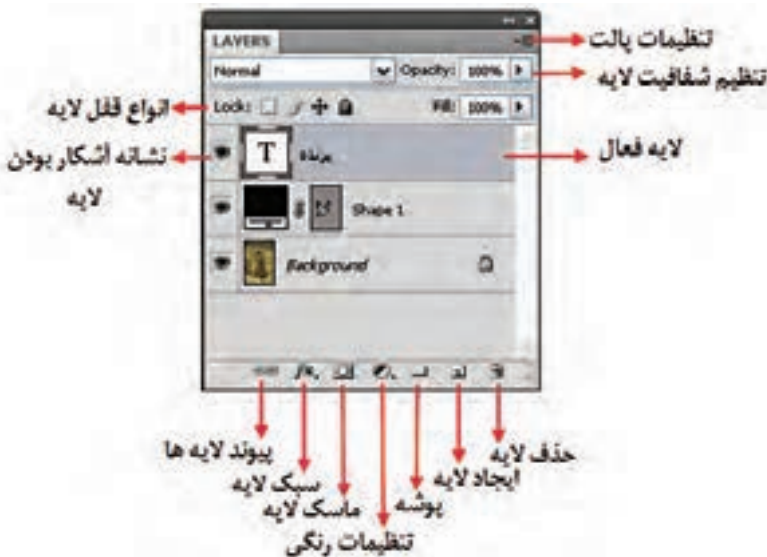 LAYERS
تنظیمات پالت
Normal Opacity: 100%
تنظیم شفافیت لایه
Lock: Fill: 100%
انواع قفل لایه
T
لایه فعال
نشانه آشکار بودن
لایه
Shape 1
Background
fx
پیوند لایه ها
سبک لایه
ماسک لایه
تنظیمات رنگی
پوشه
ایجاد لایه
حذف لایه